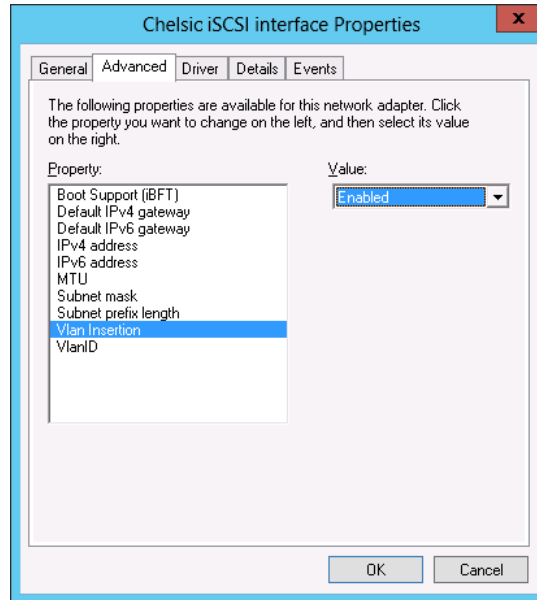 Chelsic iSCSI interface Properties
x
General Advanced Driver Details Events
The following properties are available for this network adapter. Click
the property you want to change on the left, and then select its value
on the right.
Property:
Value:
Boot Support (iBFT)
Enabled
Default IPv4 gateway
Default IPv6 gateway
IPv4 address
IPv6 address
MTU
Subnet mask
Subnet prefix length
Vlan Insertion
VlanID
OK Cancel